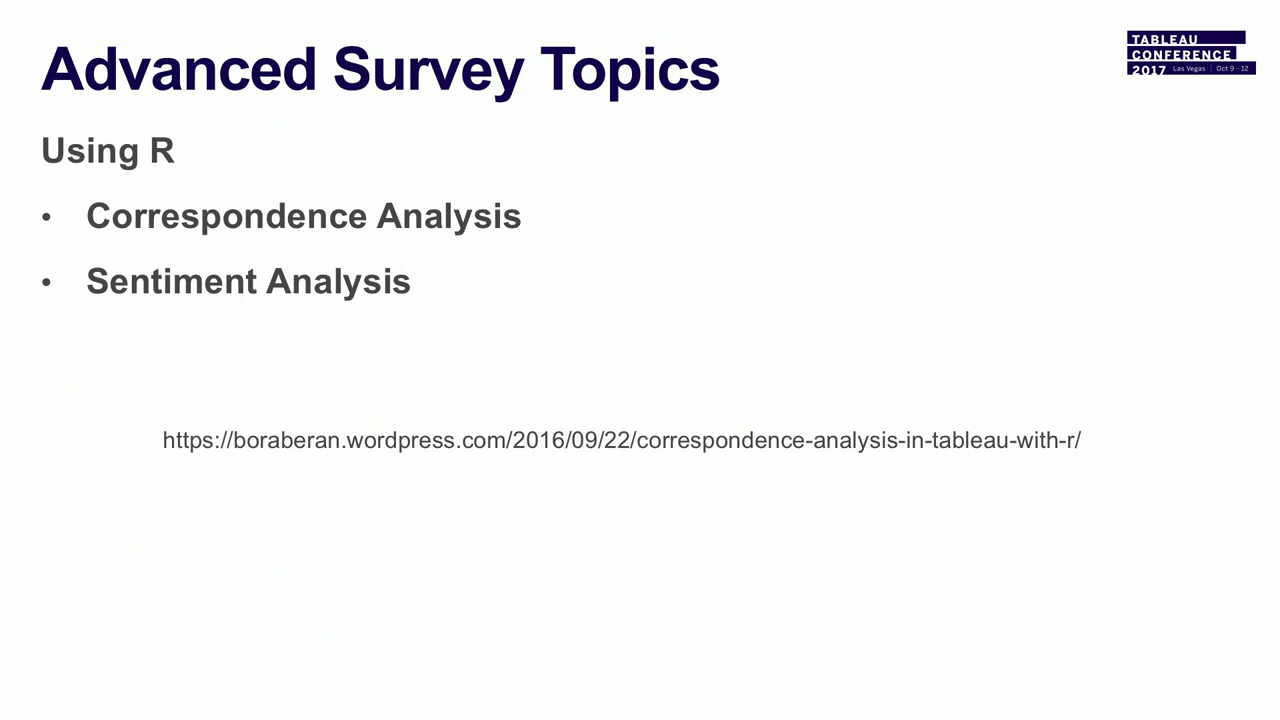 Advanced Survey Topics
TABLEAU
CONFERENCE
2017 Las Vegas | Oct 9 - 12
Using R
• Correspondence Analysis
• Sentiment Analysis
https://boraberan.wordpress.com/2016/09/22/correspondence-analysis-in-tableau-with-r/